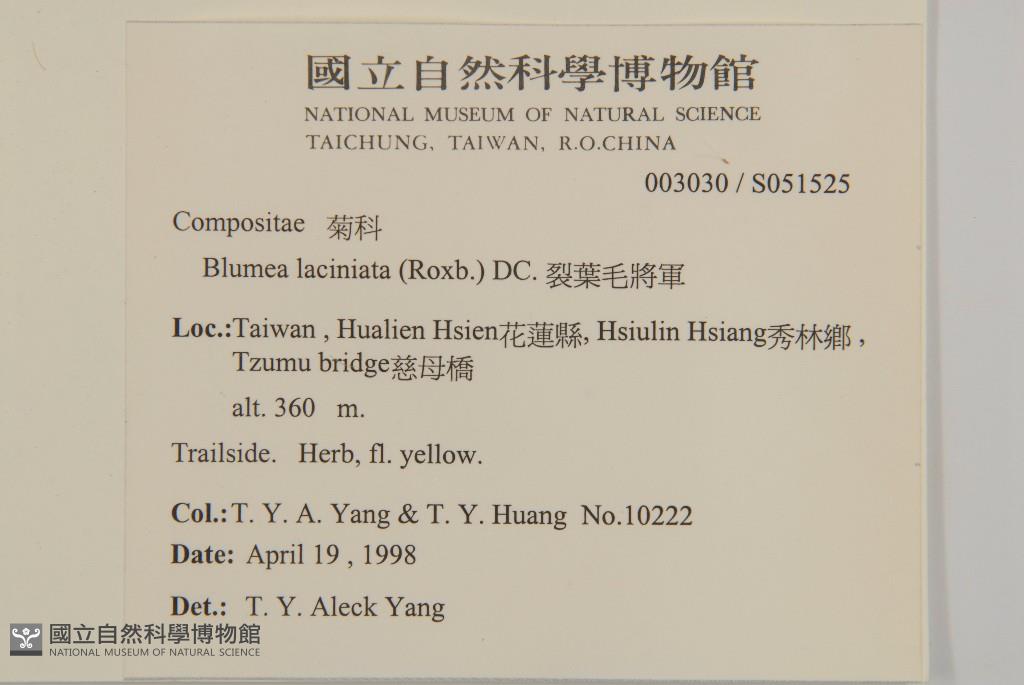 國立自然科學博物館
NATIONAL MUSEUM OF NATURAL SCIENCE
TAICHUNG, TAIWAN, R.O.CHINA
003030 / S051525
Compositae 菊科
Blumea laciniata (Roxb.) DC. 裂葉毛將軍
Loc.:Taiwan , Hualien Hsien花蓮縣, Hsiulin Hsiang秀林鄉 ,
Tzumu bridge慈母橋
alt. 360 m.
Trailside. Herb, fl. yellow.
Col.:T. Y. A. Yang & T. Y. Huang No.10222
Date: April 19 , 1998
Det.: T. Y. Aleck Yang
國立自然科學博物館
NATIONAL MUSEUM OF NATURAL SCIENCE